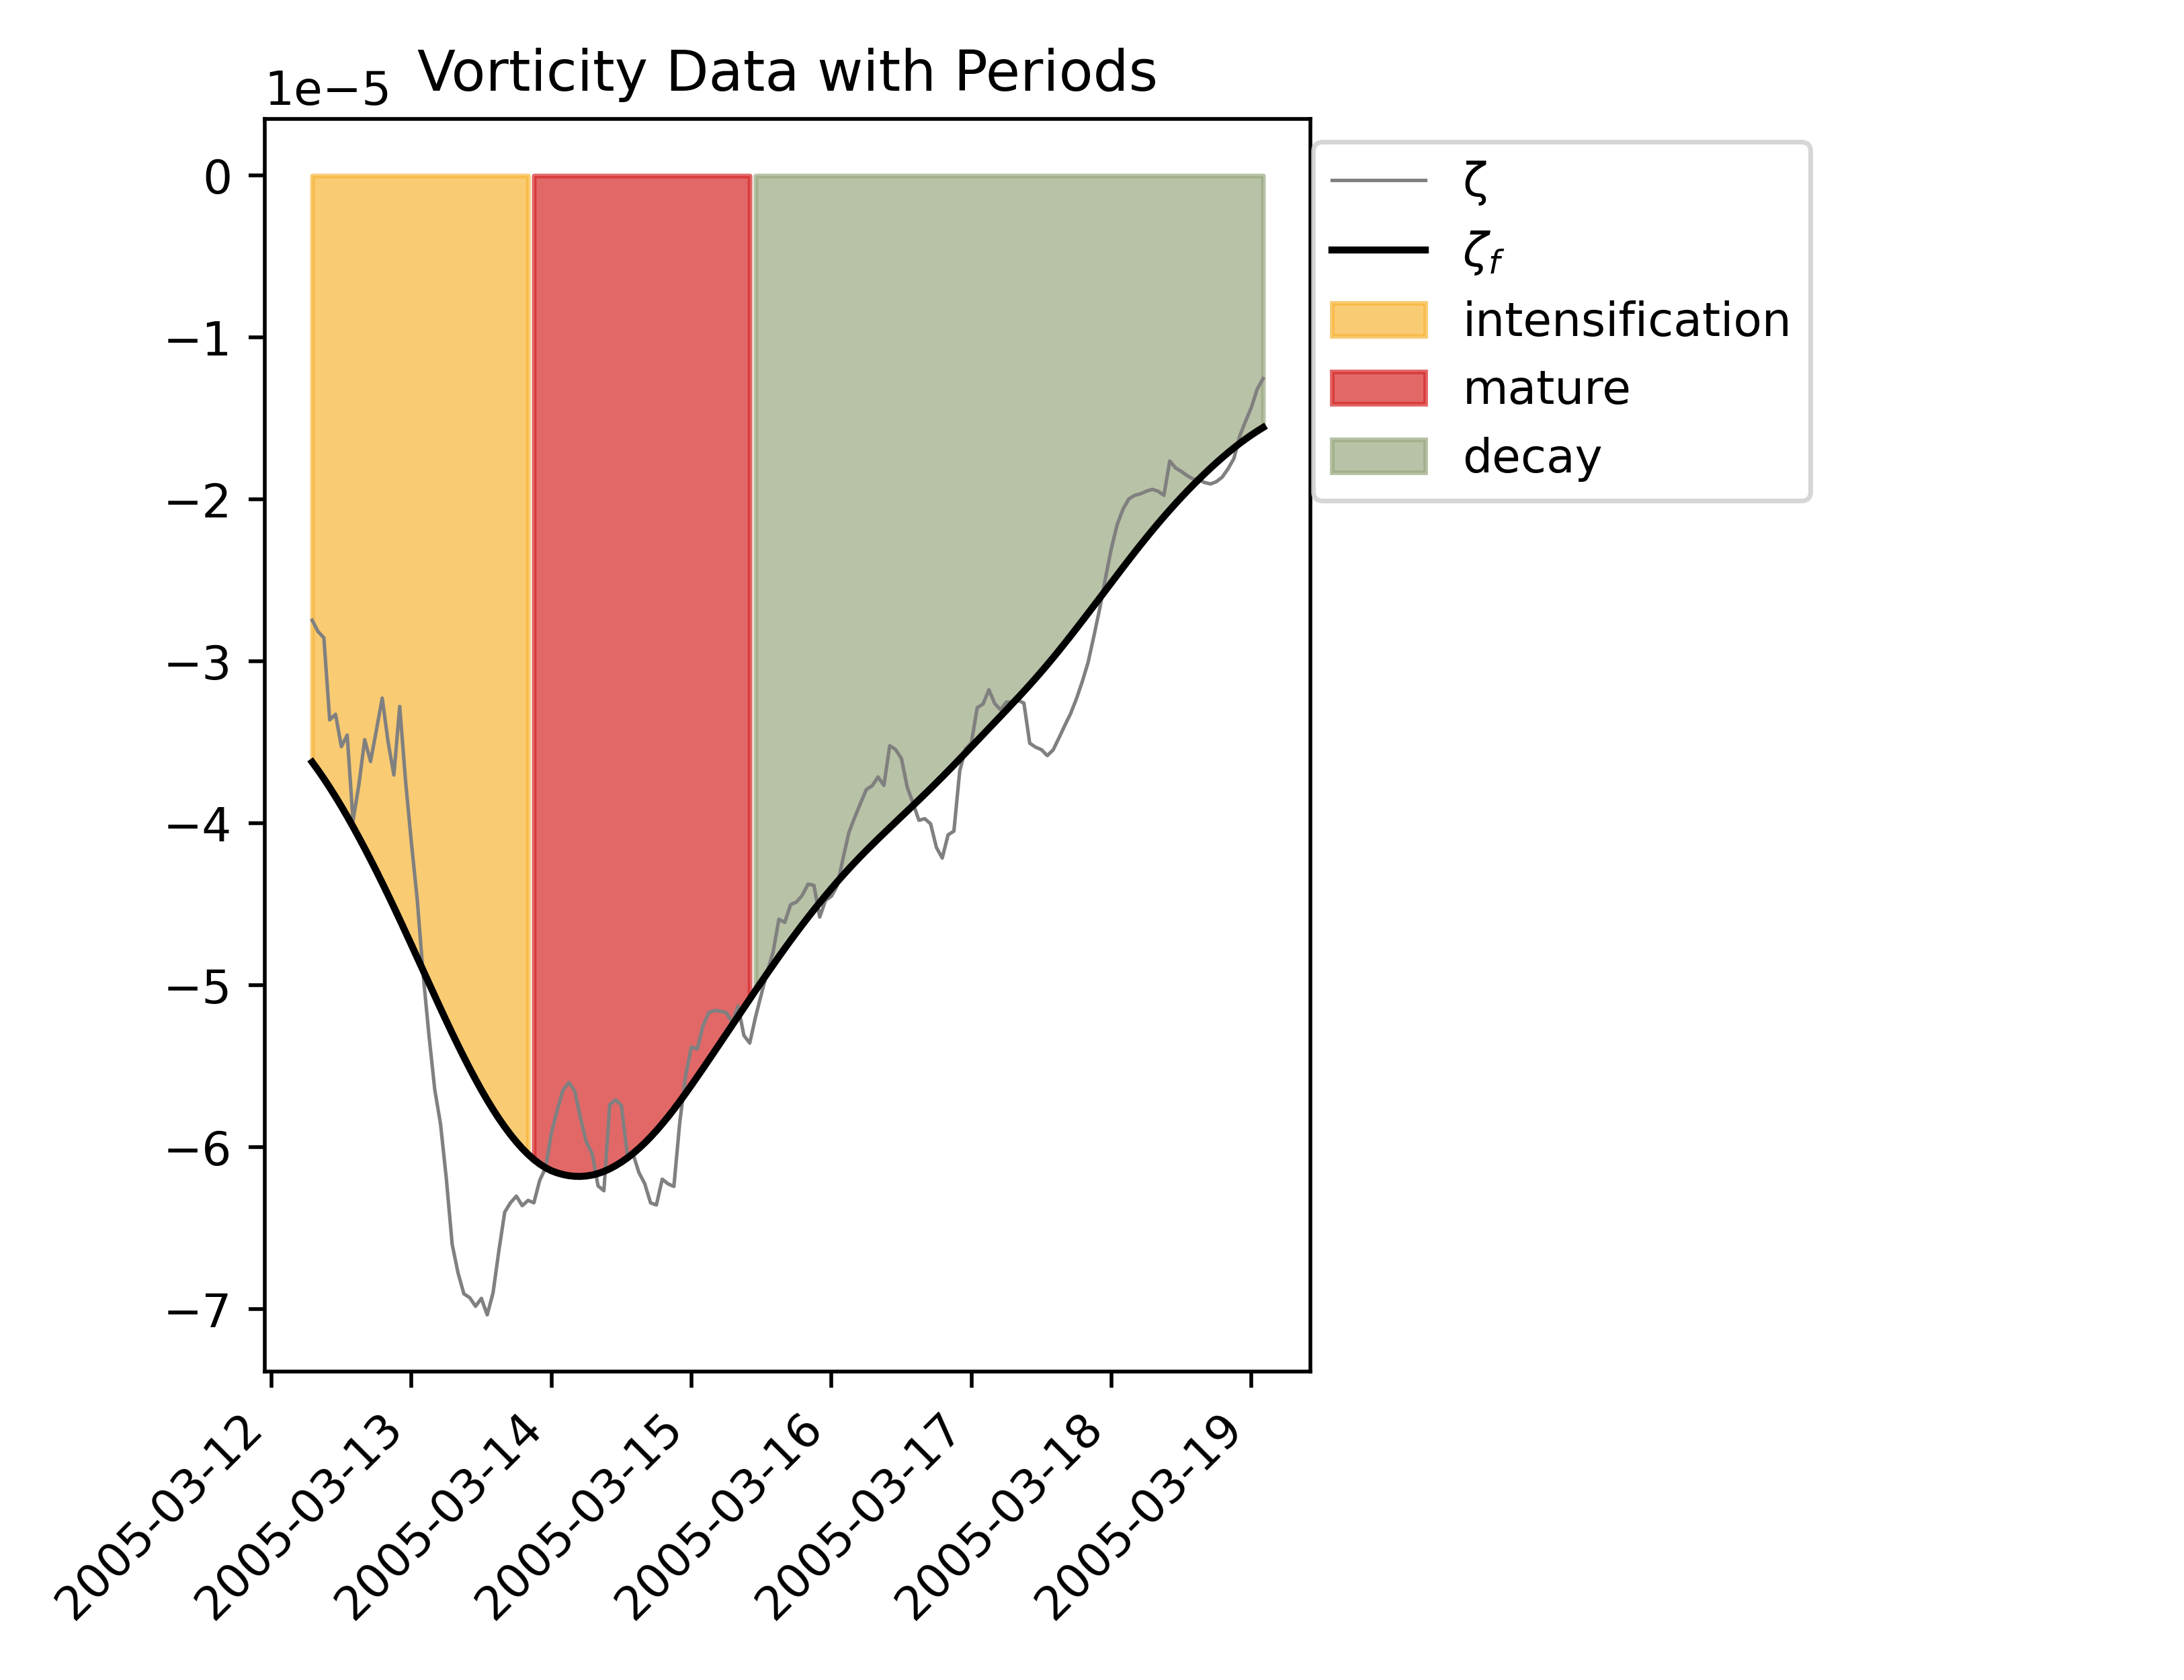 Vorticity Data with Periods
1e−5
0
−1
−2
−3
−4
−5
−6
−7
2005-03-12
2005-03-13
2005-03-14
2005-03-15
2005-03-16
2005-03-17
2005-03-18
2005-03-19
ζ
ζf
intensification
mature
decay